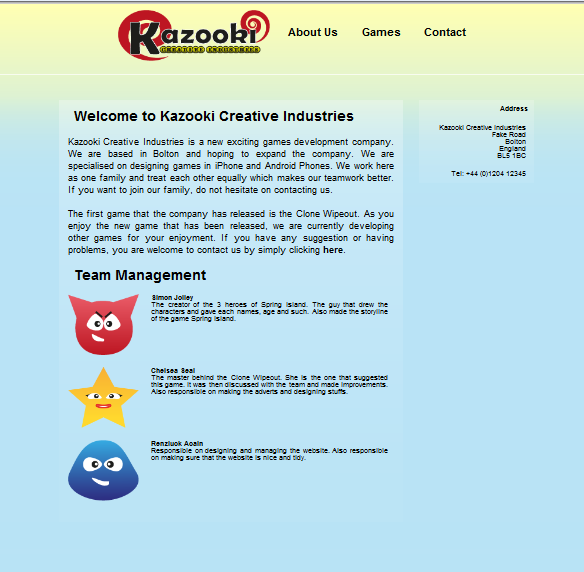 Kazooki
CREATIVE INDUSTRIES
About Us Games Contact
Welcome to Kazooki Creative Industries
Kazooki Creative Industries is a new exciting games development company.
We are based in Bolton and hoping to expand the company. We are
specialised on designing games in iPhone and Android Phones. We work here
as one family and treat each other equally which makes our teamwork better.
If you want to join our family, do not hesitate on contacting us.
The first game that the company has released is the Clone Wipeout. As you
enjoy the new game that has been released, we are currently developing
other games for your enjoyment. If you have any suggestion or having
problems, you are welcome to contact us by simply clicking here.
Team Management
Simon Jolley
The creator of the 3 heroes of Spring Island. The guy that drew the
characters and gave each names, age and such. Also made the storyline
of the game Spring Island.
Chelsea Seal
The master behind the Clone Wipeout. She is the one that suggested
this game. It was then discussed with the team and made improvements.
Also responsible on making the adverts and designing stuffs.
Renzluok Aoain
Responsible on designing and managing the website. Also responsible
on making sure that the website is nice and tidy.
Address
Kazooki Creative Industries
Fake Road
Bolton
England
BL5 1BC
Tel: +44 (0)1204 12345